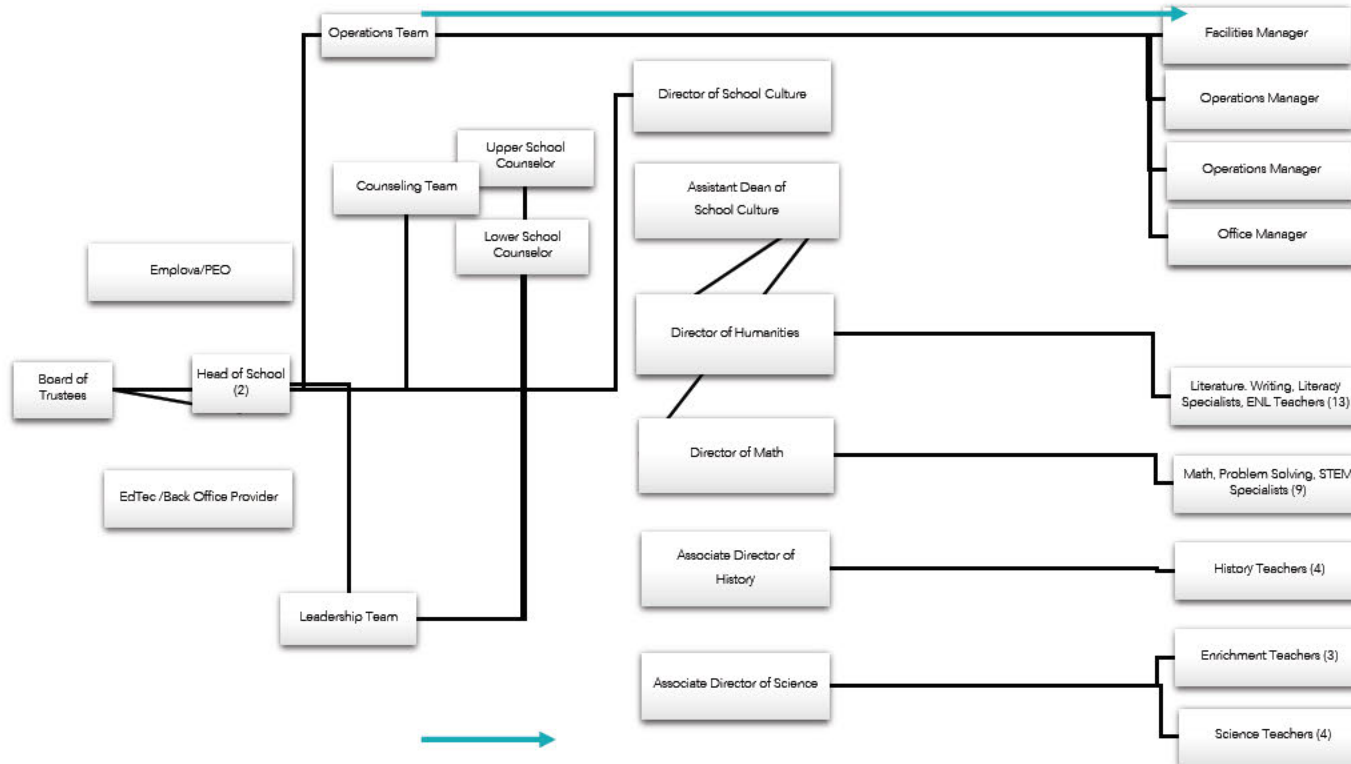 Operations Team
Facilities Manager
Director of School Culture
Operations Manager
Upper School
Counselor
Counseling Team
Assistant Dean of
School Culture
Operations Manager
Lower School
Counselor
Office Manager
Emplova/PEO
Director of Humanities
Board of
Trustees
Head of School
(2)
Literature. Writing, Literacy
Specialists, ENL Teachers (13)
Director of Math
Math, Problem Solving, STEM
Specialists (9)
EdTec /Back Office Provider
Associate Director of
History
History Teachers (4)
Leadership Team
Enrichment Teachers (3)
Associate Director of Science
Science Teachers (4)